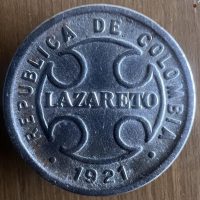 REPUBLICA DE COLOMBIA
LAZARETO
· 1921 ·